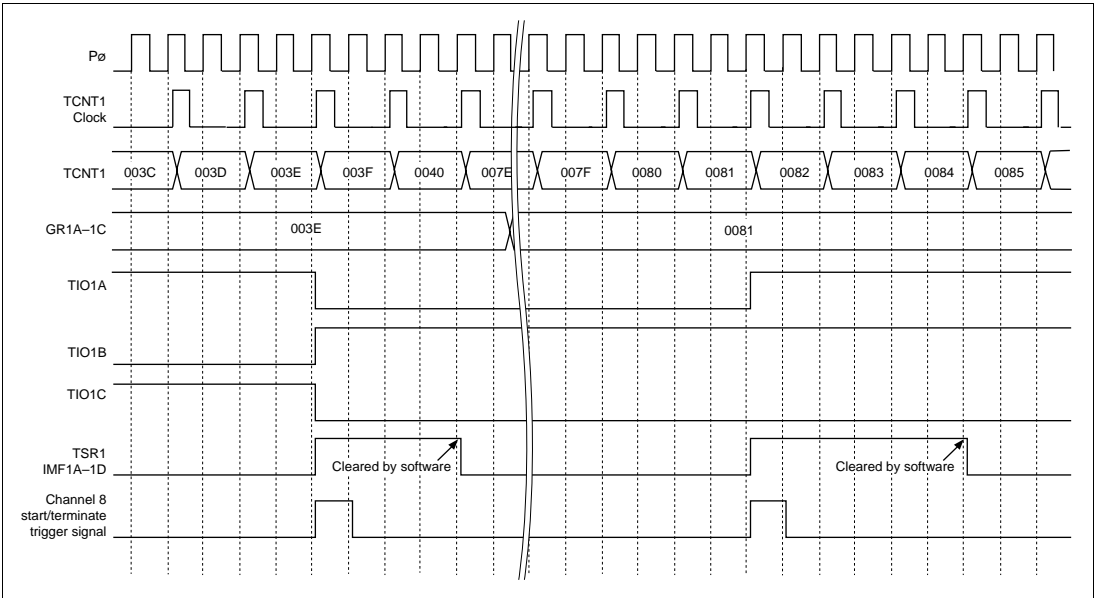 Pø
TCNT1
Clock
TCNT1 003C 003D 003E 003F 0040 007E 007F 0080 0081 0082 0083 0084 0085
GR1A–1C 003E 0081
TIO1A
TIO1B
TIO1C
TSR1
IMF1A–1D Cleared by software Cleared by software
Channel 8
start/terminate
trigger signal